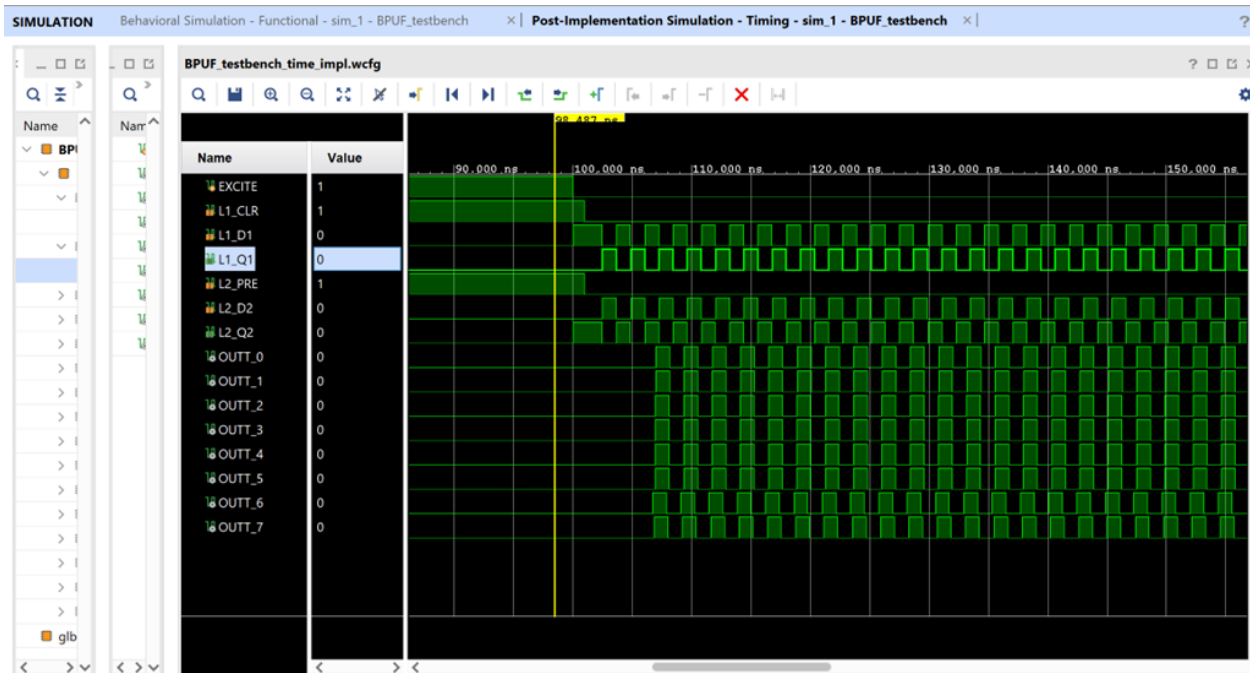 SIMULATION Behavioral Simulation - Functional - sim_1 - BPUF_testbench × Post-Implementation Simulation - Timing - sim_1 - BPUF_testbench × ?
BPUF_testbench_time_impl.wcfg ?
Name Nam
98.487 ns
BPU
Name Value
90.000 ns 100.000 ns 110.000 ns 120.000 ns 130.000 ns 140.000 ns 150.000 ns
EXCITE 1
L1_CLR 1
L1_D1 0
L1_Q1 0
L2_PRE 1
L2_D2 0
L2_Q2 0
OUTT_0 0
OUTT_1 0
OUTT_2 0
OUTT_3 0
OUTT_4 0
OUTT_5 0
OUTT_6 0
OUTT_7 0
glb